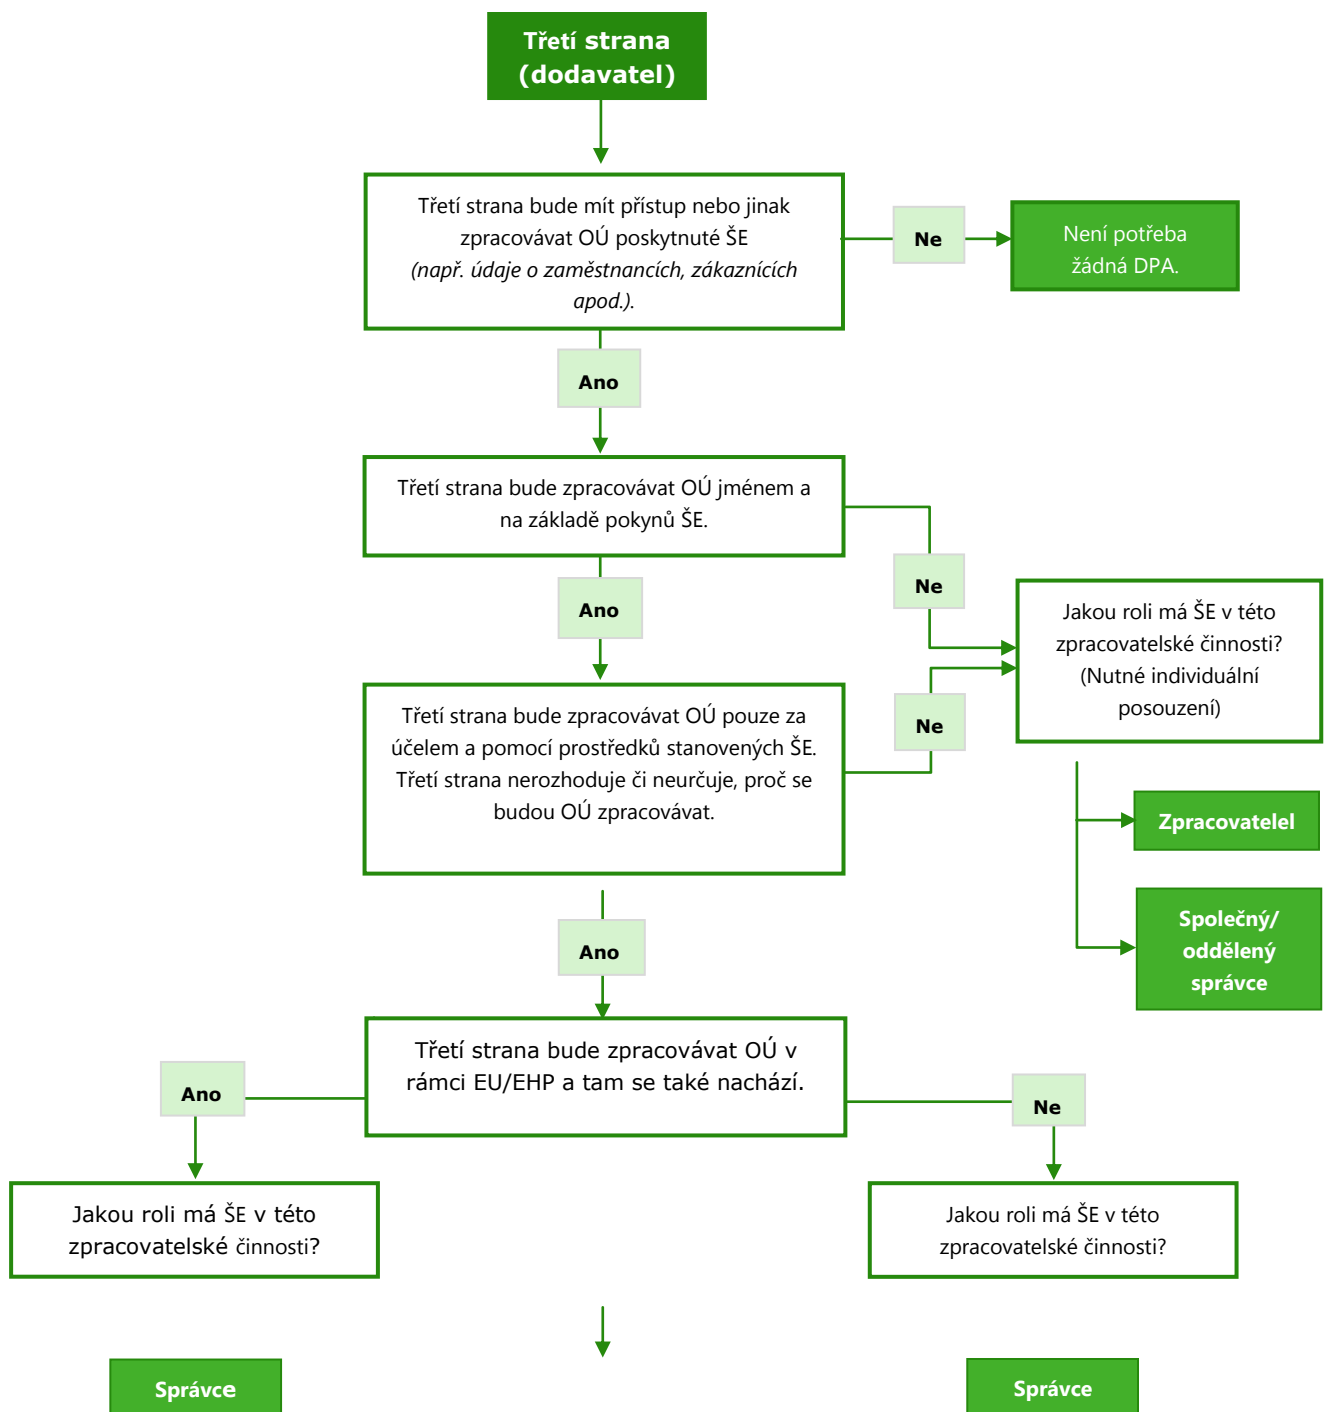 Třetí strana
(dodavatel)
Třetí strana bude mít přístup nebo jinak
zpracovávat OÚ poskytnuté ŠE
(např. údaje o zaměstnancích, zákaznících
apod.).
Ne
Není potřeba
žádná DPA.
Ano
Třetí strana bude zpracovávat OÚ jménem a
na základě pokynů ŠE.
Ne
Ano
Jakou roli má ŠE v této
zpracovatelské činnosti?
(Nutné individuální
posouzení)
Třetí strana bude zpracovávat OÚ pouze za
účelem a pomocí prostředků stanovených ŠE.
Třetí strana nerozhoduje či neurčuje, proč se
budou OÚ zpracovávat.
Ne
Zpracovatelel
Společný/
oddělený
správce
Ano
Třetí strana bude zpracovávat OÚ v
rámci EU/EHP a tam se také nachází.
Ano
Ne
Jakou roli má ŠE v této
zpracovatelské činnosti?
Jakou roli má ŠE v této
zpracovatelské činnosti?
Správce
Správce